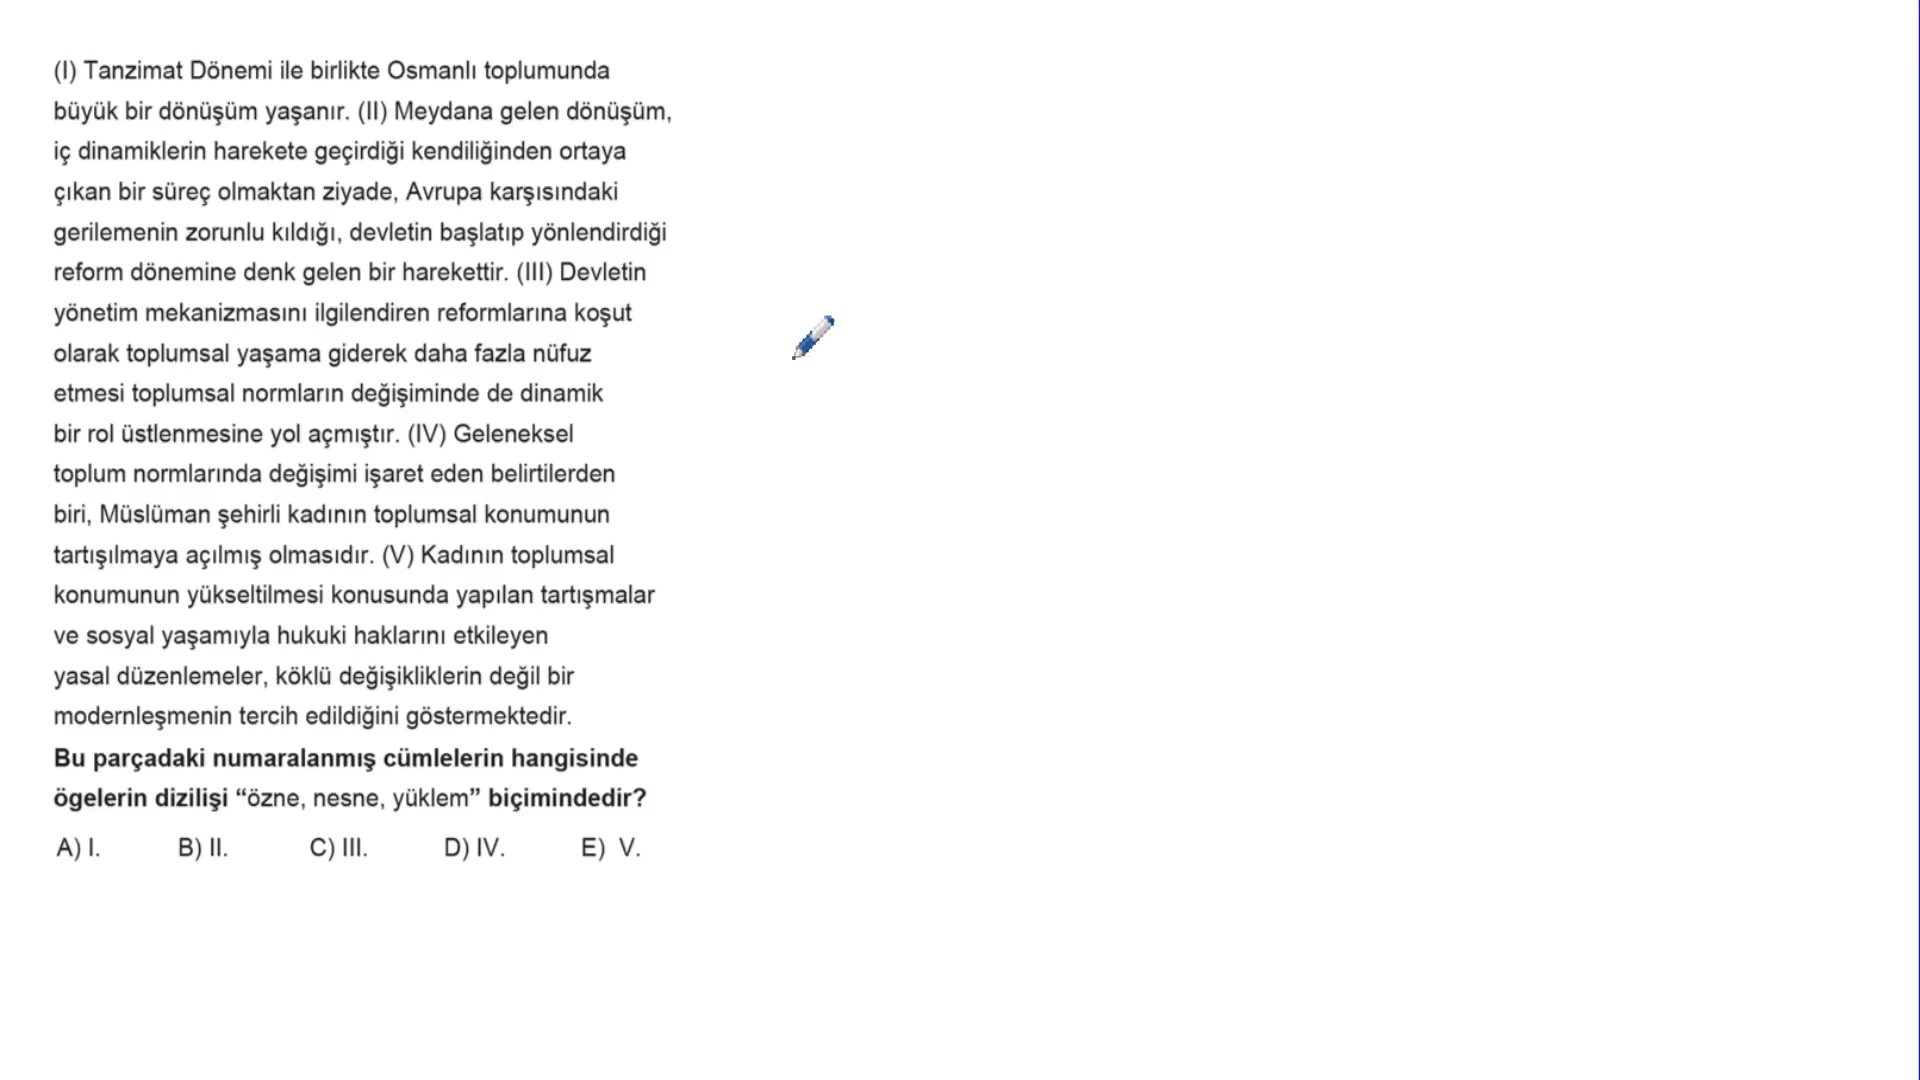 (I) Tanzimat Dönemi ile birlikte Osmanlı toplumunda
büyük bir dönüşüm yaşanır. (II) Meydana gelen dönüşüm,
iç dinamiklerin harekete geçirdiği kendiliğinden ortaya
çıkan bir süreç olmaktan ziyade, Avrupa karşısındaki
gerilemenin zorunlu kıldığı, devletin başlatıp yönlendirdiği
reform dönemine denk gelen bir harekettir. (III) Devletin
yönetim mekanizmasını ilgilendiren reformlarına koşut
olarak toplumsal yaşama giderek daha fazla nüfuz
etmesi toplumsal normların değişiminde de dinamik
bir rol üstlenmesine yol açmıştır. (IV) Geleneksel
toplum normlarında değişimi işaret eden belirtilerden
biri, Müslüman şehirli kadının toplumsal konumunun
tartışılmaya açılmış olmasıdır. (V) Kadının toplumsal
konumunun yükseltilmesi konusunda yapılan tartışmalar
ve sosyal yaşamıyla hukuki haklarını etkileyen
yasal düzenlemeler, köklü değişikliklerin değil bir
modernleşmenin tercih edildiğini göstermektedir.
Bu parçadaki numaralanmış cümlelerin hangisinde
ögelerin dizilişi “özne, nesne, yüklem” biçimindedir?
A) I. B) II. C) III. D) IV. E) V.